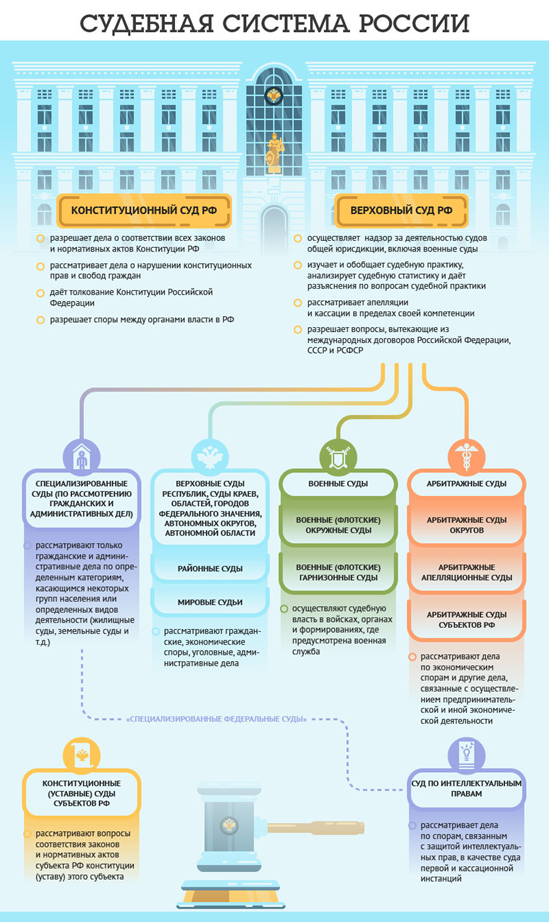 СУДЕБНАЯ СИСТЕМА РОССИИ
КОНСТИТУЦИОННЫЙ СУД РФ
разрешает дела о соответствии всех законов
и нормативных актов Конституции РФ
рассматривает дела о нарушении конституционных
прав и свобод граждан
даёт толкование Конституции Российской
Федерации
разрешает споры между органами власти в РФ
ВЕРХОВНЫЙ СУД РФ
осуществляет надзор за деятельностью судов
общей юрисдикции, включая военные суды
изучает и обобщает судебную практику,
анализирует судебную статистику и даёт
разъяснения по вопросам судебной практики
рассматривает апелляции
и кассации в пределах своей компетенции
разрешает вопросы, вытекающие из
международных договоров Российской Федерации,
СССР и РСФСР
СПЕЦИАЛИЗИРОВАННЫЕ
СУДЫ (ПО РАССМОТРЕНИЮ
ГРАЖДАНСКИХ И
АДМИНИСТРАТИВНЫХ ДЕЛ)
рассматривают только
гражданские и админи-
стративные дела по опре-
деленным категориям,
касающимся некоторых
групп населения или
определенных видов
деятельности (жилищные
суды, земельные суды и
т.д.)
ВЕРХОВНЫЕ СУДЫ
РЕСПУБЛИК, СУДЫ КРАЕВ,
ОБЛАСТЕЙ, ГОРОДОВ
ФЕДЕРАЛЬНОГО ЗНАЧЕНИЯ,
АВТОНОМНЫХ ОКРУГОВ,
АВТОНОМНОЙ ОБЛАСТИ
РАЙОННЫЕ СУДЫ
МИРОВЫЕ СУДЬИ
рассматривают граждан-
ские, экономические
споры, уголовные, адми-
нистративные дела
ВОЕННЫЕ СУДЫ
ВОЕННЫЕ (ФЛОТСКИЕ)
ОКРУЖНЫЕ СУДЫ
ВОЕННЫЕ (ФЛОТСКИЕ)
ГАРНИЗОННЫЕ СУДЫ
осуществляют судебную
власть в войсках, органах
и формированиях, где
предусмотрена военная
служба
АРБИТРАЖНЫЕ СУДЫ
АРБИТРАЖНЫЕ СУДЫ
ОКРУГОВ
АРБИТРАЖНЫЕ
АПЕЛЛЯЦИОННЫЕ СУДЫ
АРБИТРАЖНЫЕ СУДЫ
СУБЪЕКТОВ РФ
рассматривают дела
по экономическим
спорам и другие дела,
связанные с осуществле-
нием предприниматель-
ской и иной экономиче-
ской деятельности
«СПЕЦИАЛИЗИРОВАННЫЕ ФЕДЕРАЛЬНЫЕ СУДЫ»
КОНСТИТУЦИОННЫЕ
(УСТАВНЫЕ) СУДЫ
СУБЪЕКТОВ РФ
рассматривают вопросы
соответствия законов
и нормативных актов
субъекта РФ конституции
(уставу) этого субъекта
СУД ПО ИНТЕЛЛЕКТУАЛЬНЫМ
ПРАВАМ
рассматривает дела
по спорам, связанным
с защитой интеллектуаль-
ных прав, в качестве суда
первой и кассационной
инстанций